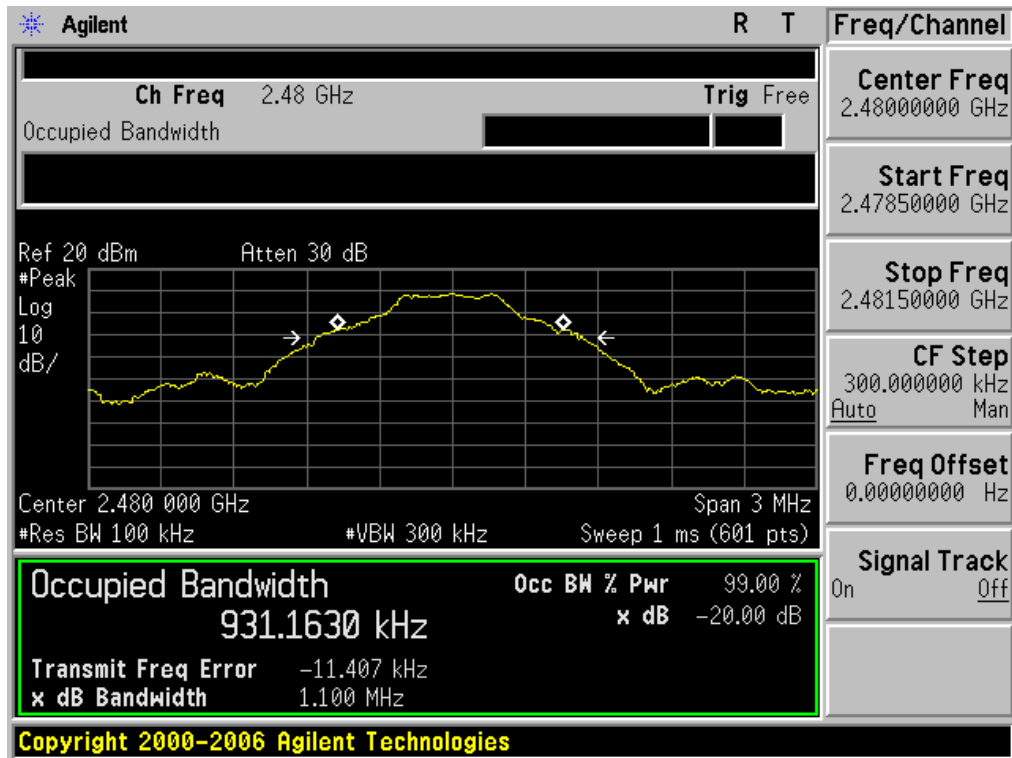 Agilent R T
Ch Freq 2.48 GHz Trig Free
Occupied Bandwidth
Ref 20 dBm Atten 30 dB
#Peak
Log
10
dB/
Center 2.480 000 GHz Span 3 MHz
#Res BW 100 kHz #VBW 300 kHz Sweep 1 ms (601 pts)
Occupied Bandwidth Occ BW % Pwr 99.00 %
931.1630 kHz x dB -20.00 dB
Transmit Freq Error -11.407 kHz
x dB Bandwidth 1.100 MHz
Copyright 2000-2006 Agilent Technologies
Freq/Channel
Center Freq
2.48000000 GHz
Start Freq
2.47850000 GHz
Stop Freq
2.48150000 GHz
CF Step
300.000000 kHz
Auto Man
Freq Offset
0.00000000 Hz
Signal Track
On Off